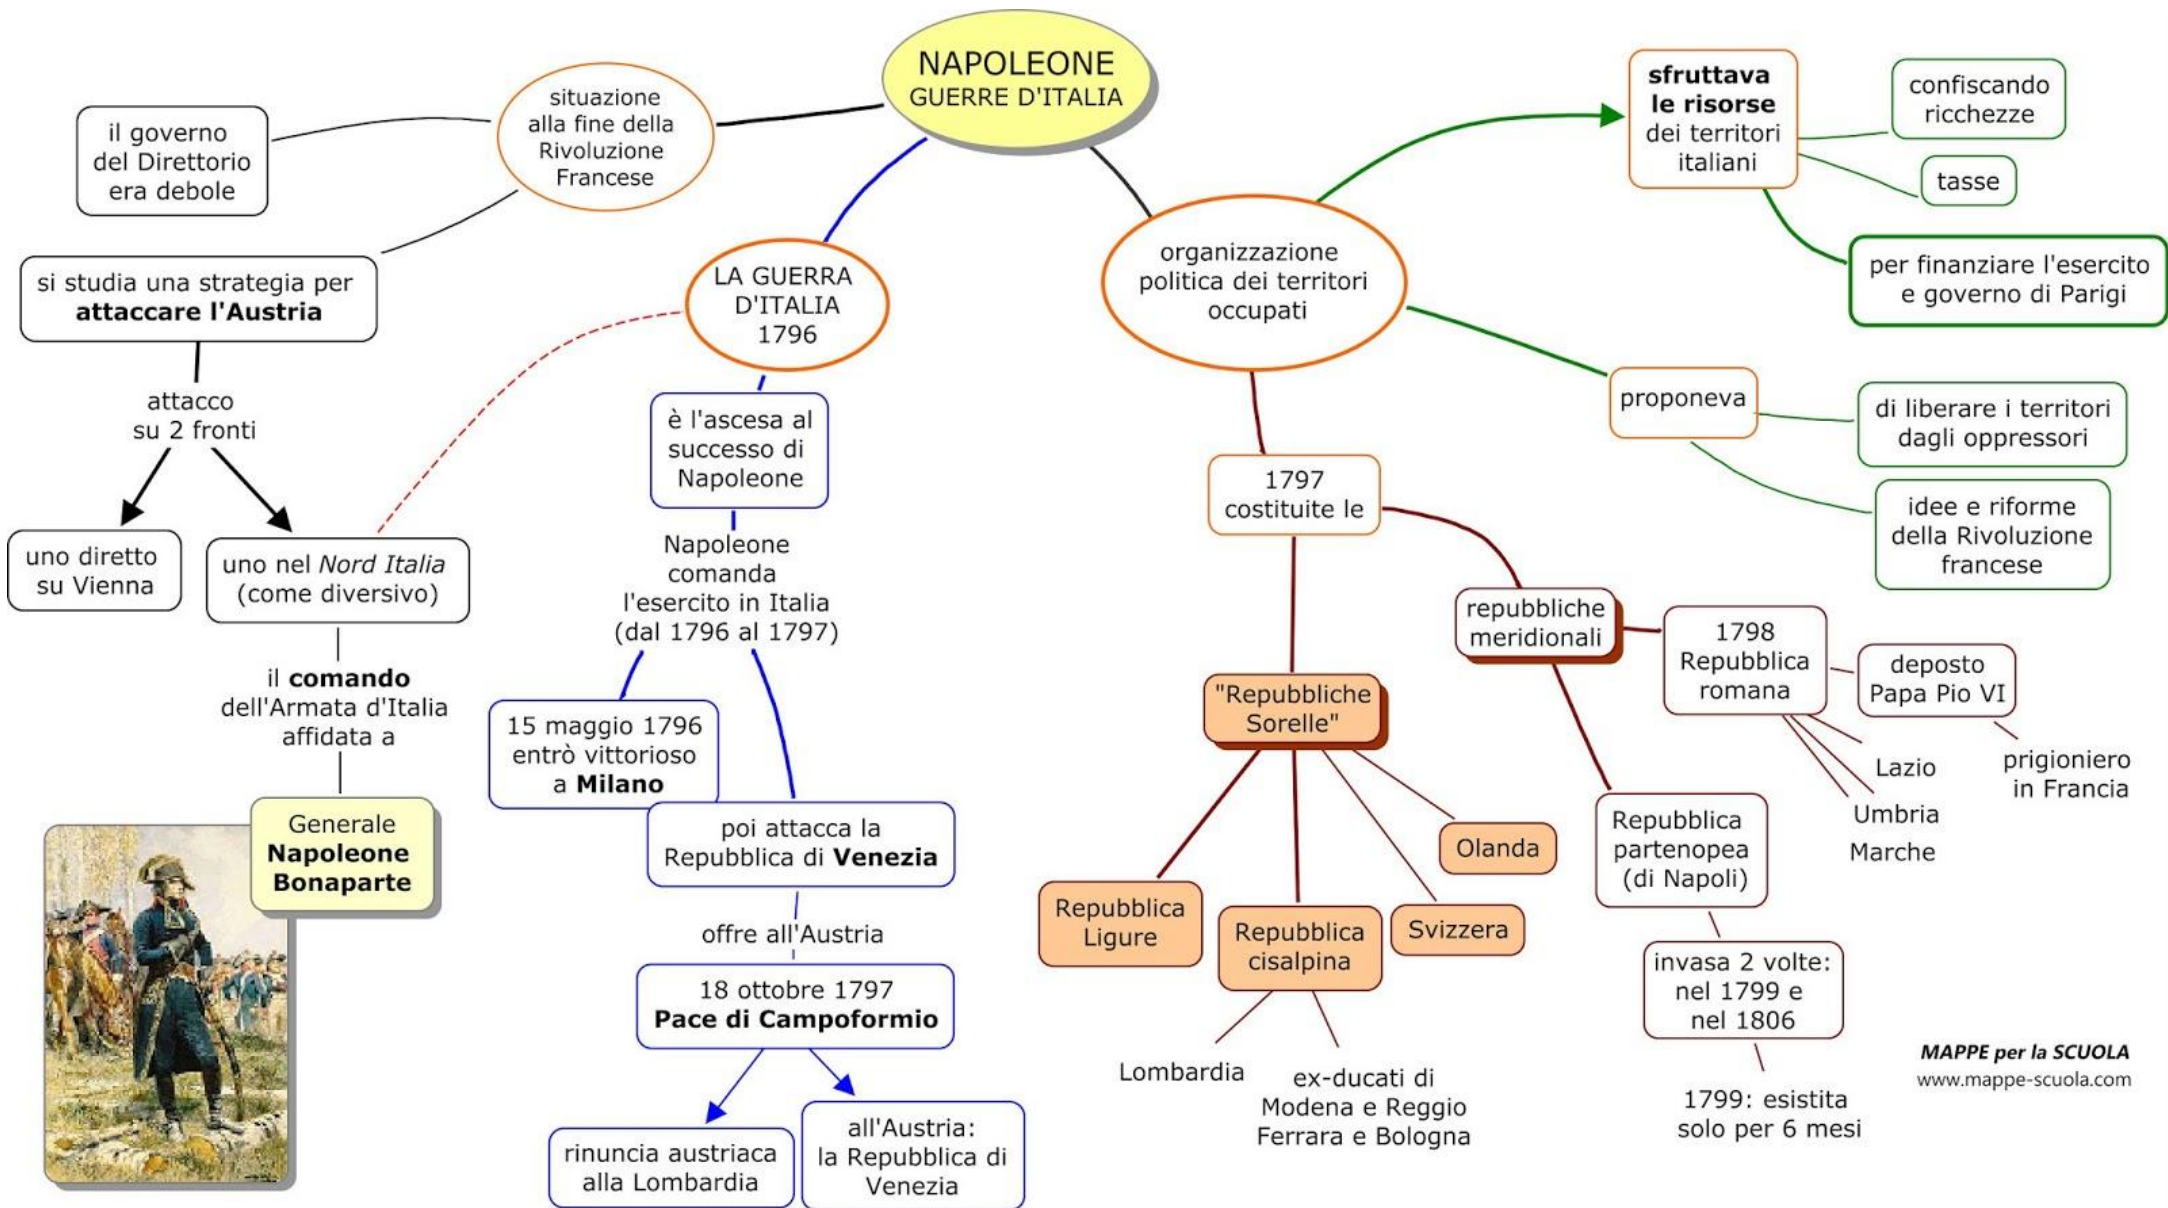 NAPOLEONE
GUERRE D'ITALIA
situazione
alla fine della
Rivoluzione
Francese
il governo
del Direttorio
era debole
si studia una strategia per
attaccare l'Austria
attacco
su 2 fronti
uno diretto
su Vienna
uno nel Nord Italia
(come diversivo)
il comando
dell'Armata d'Italia
affidata a
Generale
Napoleone
Bonaparte
LA GUERRA
D'ITALIA
1796
è l'ascesa al
successo di
Napoleone
Napoleone
comanda
l'esercito in Italia
(dal 1796 al 1797)
15 maggio 1796
entrò vittorioso
a Milano
poi attacca la
Repubblica di Venezia
offre all'Austria
18 ottobre 1797
Pace di Campoformio
rinuncia austriaca
alla Lombardia
all'Austria:
la Repubblica di
Venezia
organizzazione
politica dei territori
occupati
sfruttava
le risorse
dei territori
italiani
confiscando
ricchezze
tasse
per finanziare l'esercito
e governo di Parigi
proponeva
di liberare i territori
dagli oppressori
idee e riforme
della Rivoluzione
francese
1797
costituite le
"Repubbliche
Sorelle"
Repubblica
Ligure
Repubblica
cisalpina
Svizzera
Olanda
Lombardia
ex-ducati di
Modena e Reggio
Ferrara e Bologna
repubbliche
meridionali
1798
Repubblica
romana
deposto
Papa Pio VI
prigioniero
in Francia
Lazio
Umbria
Marche
Repubblica
partenopea
(di Napoli)
invasa 2 volte:
nel 1799 e
nel 1806
1799: esistita
solo per 6 mesi
MAPPE per la SCUOLA
www.mappe-scuola.com